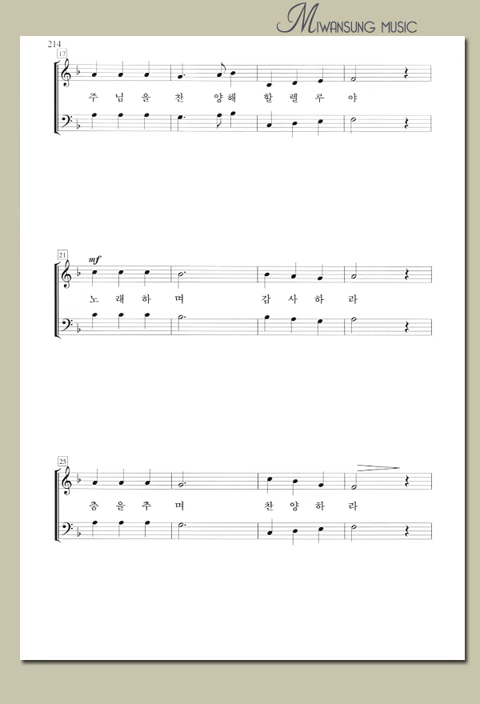 MIWANSUNG MUSIC
214
17
주 님 을 찬 양 해 할 렐 루 야
21
mf
노 래 하 며 감 사 하 라
25
춤 을 추 며 찬 양 하 라